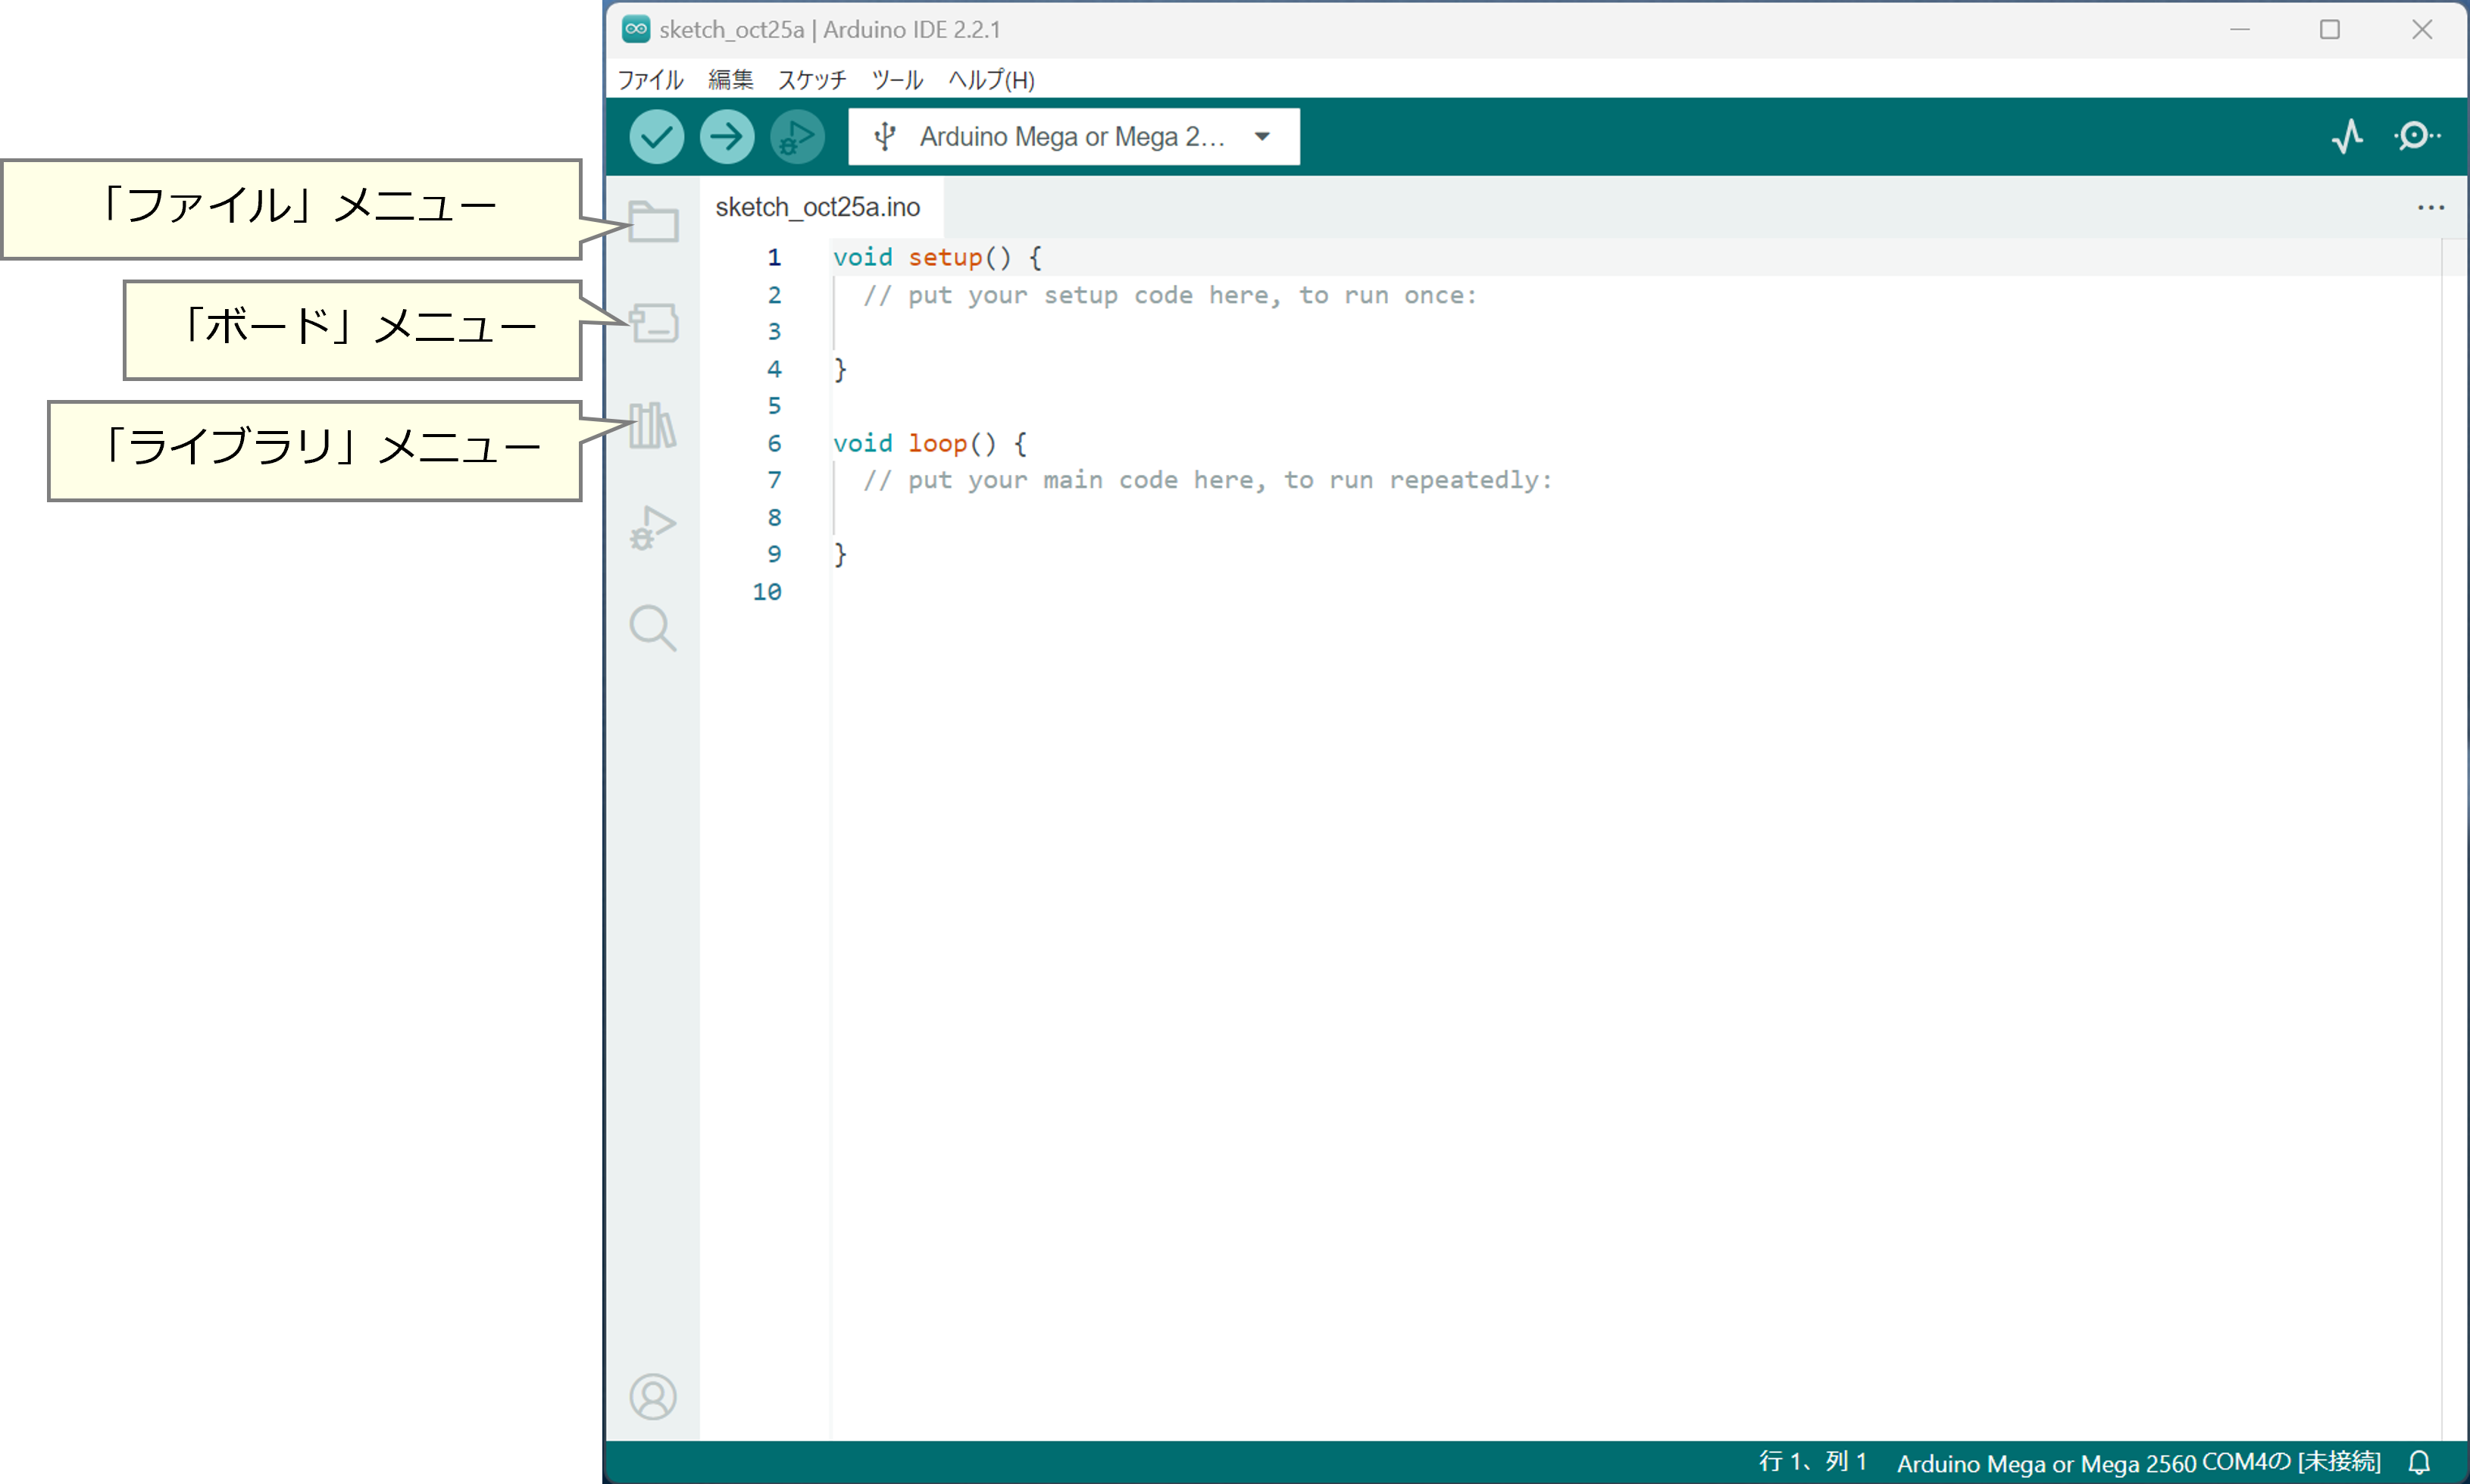 sketch_oct25a | Arduino IDE 2.2.1
ファイル 編集 スケッチ ツール ヘルプ(H)
Arduino Mega or Mega 2...
「ファイル」メニュー
「ボード」メニュー
「ライブラリ」メニュー
sketch_oct25a.ino
1 void setup() {
2 // put your setup code here, to run once:
3
4 }
5
6 void loop() {
7 // put your main code here, to run repeatedly:
8
9 }
10
行 1、列 1 Arduino Mega or Mega 2560 COM4の [未接続]